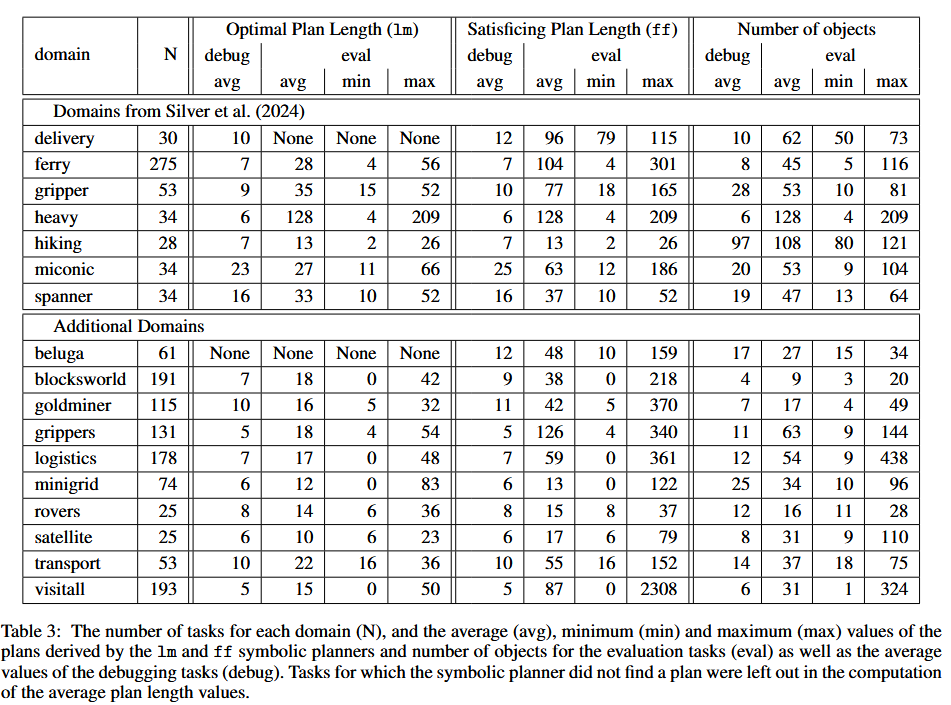 Optimal Plan Length (lm) Satisficing Plan Length (ff) Number of objects
domain N debug eval debug eval debug eval
avg avg min max avg avg min max avg avg min max
Domains from Silver et al. (2024)
delivery 30 10 None None None 12 96 79 115 10 62 50 73
ferry 275 7 28 4 56 7 104 4 301 8 45 5 116
gripper 53 9 35 15 52 10 77 18 165 28 53 10 81
heavy 34 6 128 4 209 6 128 4 209 6 128 4 209
hiking 28 7 13 2 26 7 13 2 26 97 108 80 121
miconic 34 23 27 11 66 25 63 12 186 20 53 9 104
spanner 34 16 33 10 52 16 37 10 52 19 47 13 64
Additional Domains
beluga 61 None None None None 12 48 10 159 17 27 15 34
blocksworld 191 7 18 0 42 9 38 0 218 4 9 3 20
goldminer 115 10 16 5 32 11 42 5 370 7 17 4 49
grippers 131 5 18 4 54 5 126 4 340 11 63 9 144
logistics 178 7 17 0 48 7 59 0 361 12 54 9 438
minigrid 74 6 12 0 83 6 13 0 122 25 34 10 96
rovers 25 8 14 6 36 8 15 8 37 12 16 11 28
satellite 25 6 10 6 23 6 17 6 79 8 31 9 110
transport 53 10 22 16 36 10 55 16 152 14 37 18 75
visitall 193 5 15 0 50 5 87 0 2308 6 31 1 324
Table 3: The number of tasks for each domain (N), and the average (avg), minimum (min) and maximum (max) values of the
plans derived by the lm and ff symbolic planners and number of objects for the evaluation tasks (eval) as well as the average
values of the debugging tasks (debug). Tasks for which the symbolic planner did not find a plan were left out in the computation
of the average plan length values.